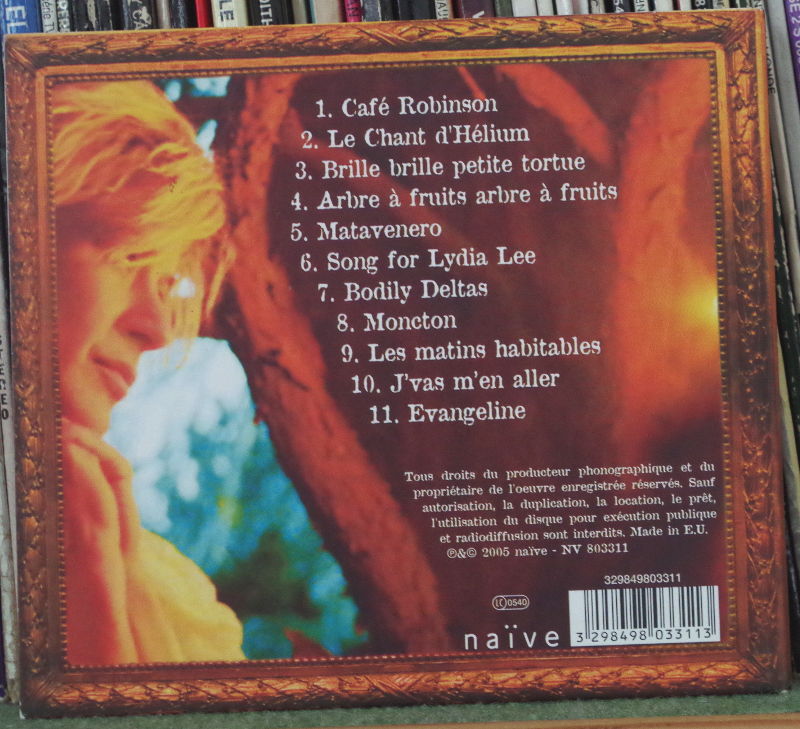 1. Café Robinson
2. Le Chant d'Hélium
3. Brille brille petite tortue
4. Arbre à fruits arbre à fruits
5. Matavenero
6. Song for Lydia Lee
7. Bodily Deltas
8. Moncton
9. Les matins habitables
10. J'vas m'en aller
11. Evangeline
Tous droits du producteur phonographique et du
propriétaire de l'oeuvre enregistrée réservés. Sauf
autorisation, la duplication, la location, le prêt,
l'utilisation du disque pour exécution publique
et radiodiffusion sont interdits. Made in E.U.
℗&© 2005 naïve - NV 803311
329849803311
LC 0540
naïve
3 298498 033113